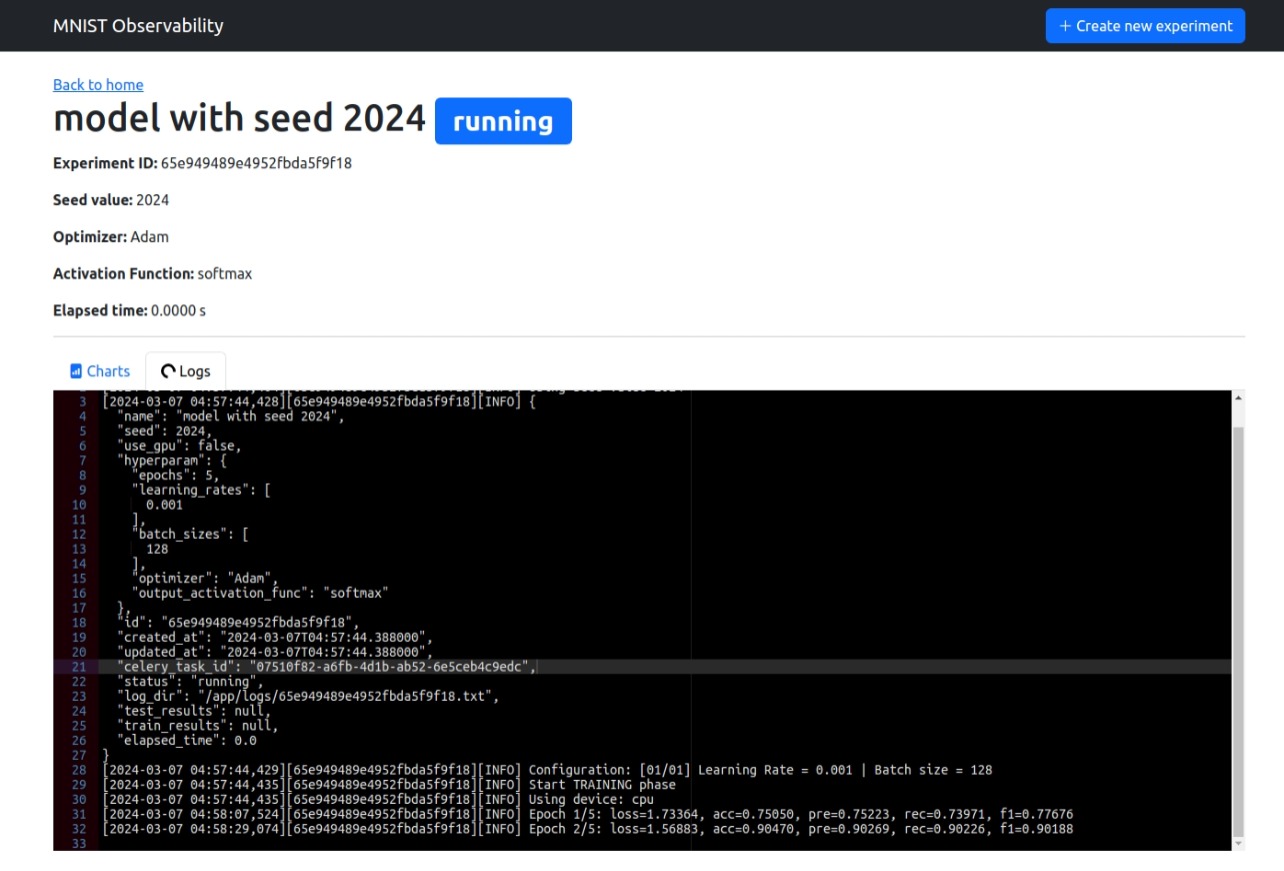 MNIST Observability
+ Create new experiment
Back to home
model with seed 2024 running
Experiment ID: 65e949489e4952fbda5f9f18
Seed value: 2024
Optimizer: Adam
Activation Function: softmax
Elapsed time: 0.0000 s
Charts Logs
3 [2024-03-07 04:57:44,428][65e949489e4952fbda5f9f18][INFO] {
4 "name": "model with seed 2024",
5 "seed": 2024,
6 "use_gpu": false,
7 "hyperparam": {
8 "epochs": 5,
9 "learning_rates": [
10 0.001
11 ],
12 "batch_sizes": [
13 128
14 ],
15 "optimizer": "Adam",
16 "output_activation_func": "softmax"
17 },
18 "id": "65e949489e4952fbda5f9f18",
19 "created_at": "2024-03-07T04:57:44.388000",
20 "updated_at": "2024-03-07T04:57:44.388000",
21 "celery_task_id": "07510f82-a6fb-4d1b-ab52-6e5ceb4c9edc",
22 "status": "running",
23 "log_dir": "/app/logs/65e949489e4952fbda5f9f18.txt",
24 "test_results": null,
25 "train_results": null,
26 "elapsed_time": 0.0
27 }
28 [2024-03-07 04:57:44,429][65e949489e4952fbda5f9f18][INFO] Configuration: [01/01] Learning Rate = 0.001 | Batch size = 128
29 [2024-03-07 04:57:44,435][65e949489e4952fbda5f9f18][INFO] Start TRAINING phase
30 [2024-03-07 04:57:44,435][65e949489e4952fbda5f9f18][INFO] Using device: cpu
31 [2024-03-07 04:58:07,524][65e949489e4952fbda5f9f18][INFO] Epoch 1/5: loss=1.73364, acc=0.75050, pre=0.75223, rec=0.73971, f1=0.77676
32 [2024-03-07 04:58:29,074][65e949489e4952fbda5f9f18][INFO] Epoch 2/5: loss=1.56883, acc=0.90470, pre=0.90269, rec=0.90226, f1=0.90188
33